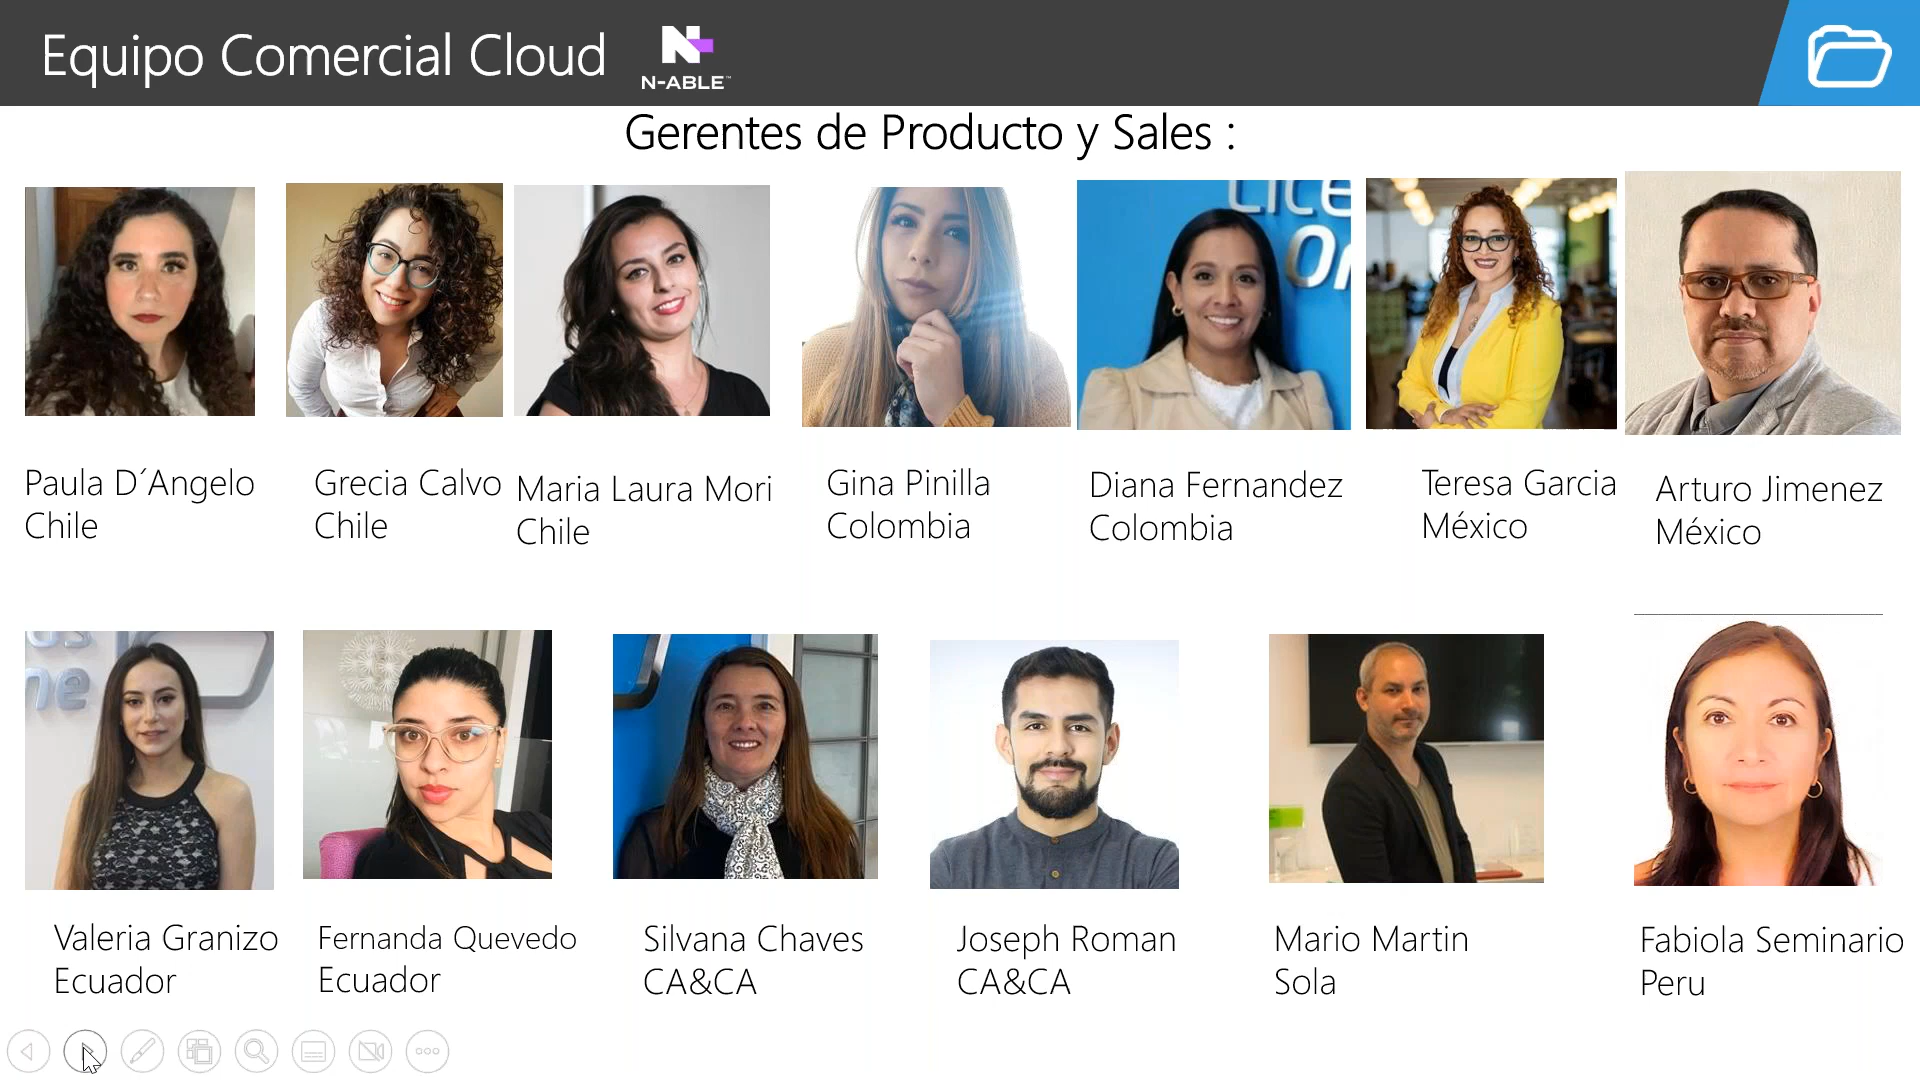 Equipo Comercial Cloud
N-ABLE™
Gerentes de Producto y Sales :
Paula D´Angelo
Chile
Grecia Calvo
Chile
Maria Laura Mori
Chile
Gina Pinilla
Colombia
Diana Fernandez
Colombia
Teresa Garcia
México
Arturo Jimenez
México
Valeria Granizo
Ecuador
Fernanda Quevedo
Ecuador
Silvana Chaves
CA&CA
Joseph Roman
CA&CA
Mario Martin
Sola
Fabiola Seminario
Peru